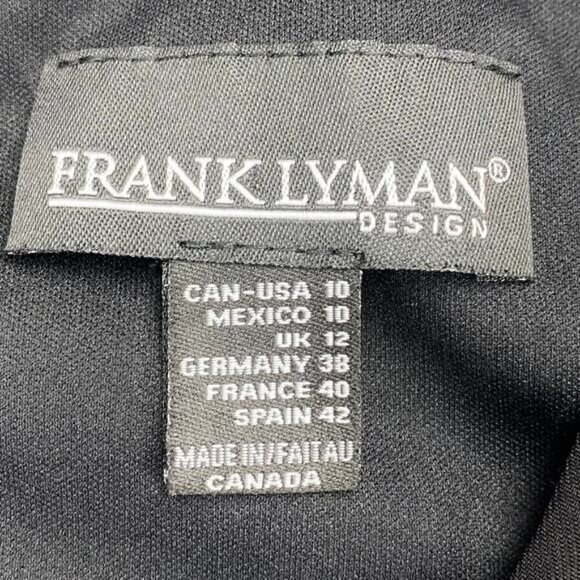 FRANK LYMAN®
DESIGN
CAN-USA 10
MEXICO 10
UK 12
GERMANY 38
FRANCE 40
SPAIN 42
MADE IN/FAIT AU
CANADA